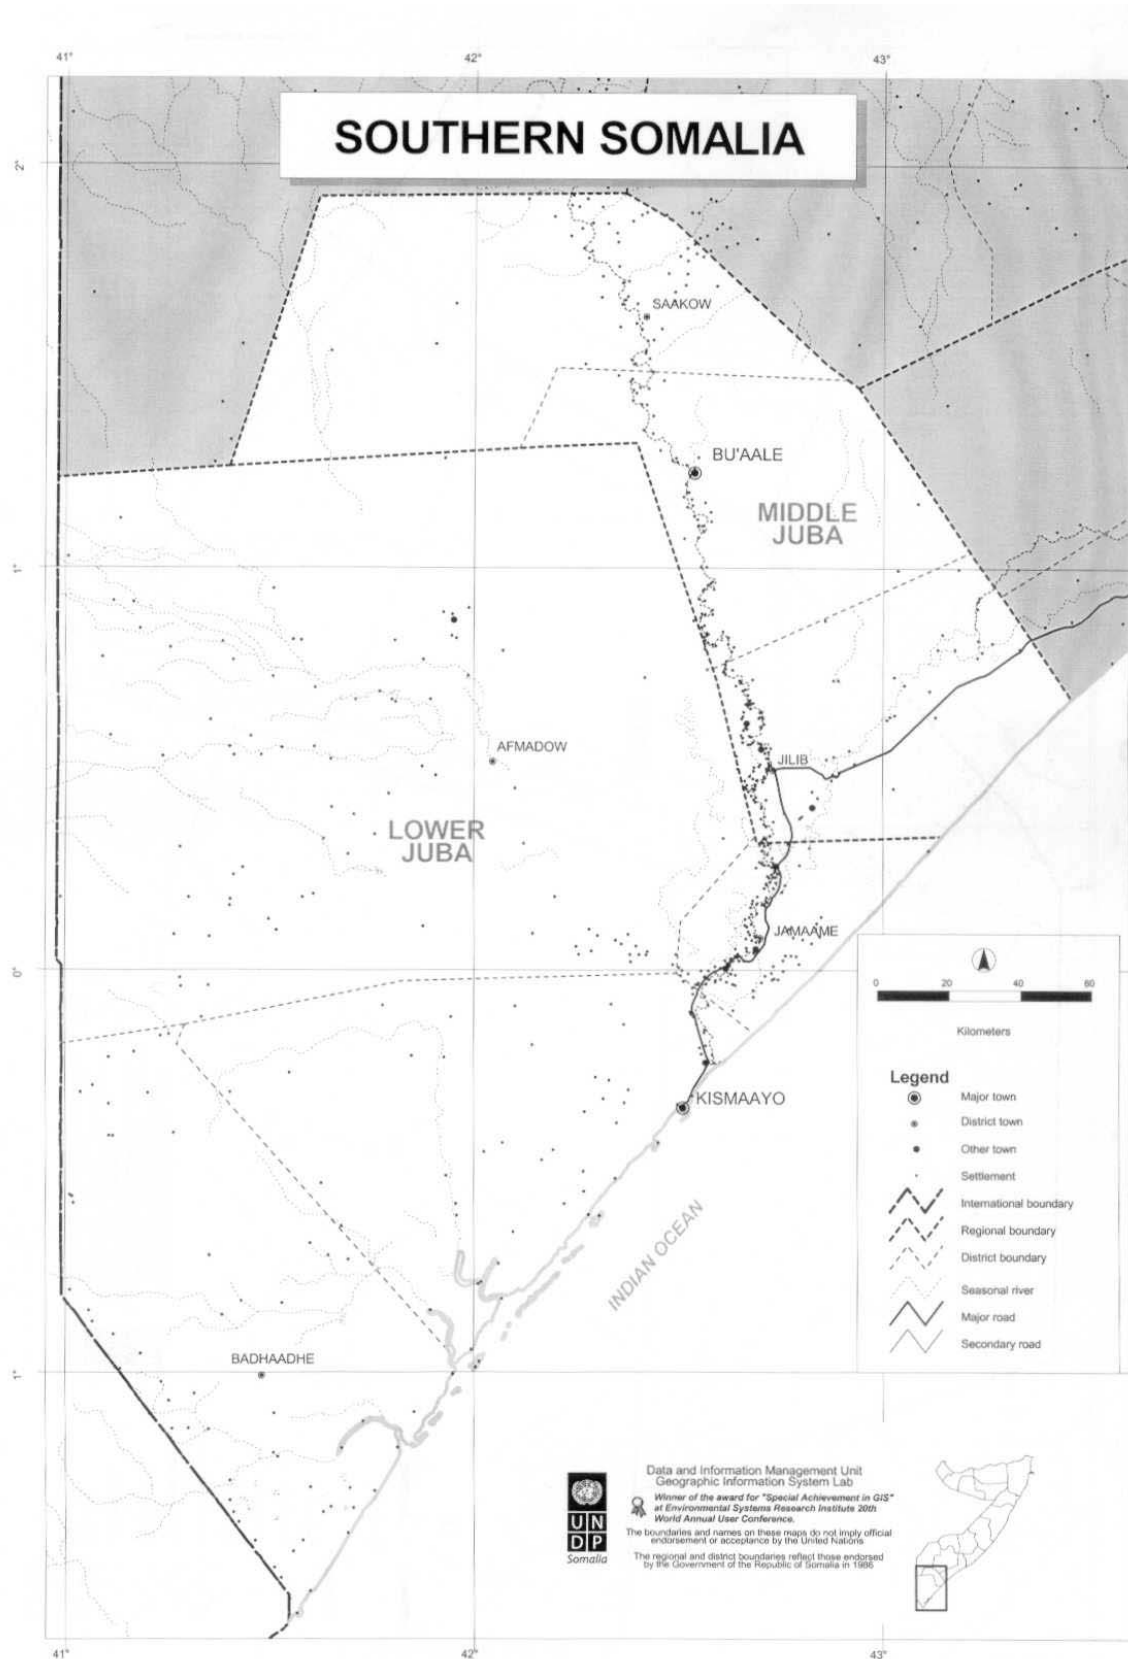 41°
42°
43°
SOUTHERN SOMALIA
2°
SAAKOW
BU'AALE
MIDDLE
JUBA
1°
AFMADOW
JILIB
LOWER
JUBA
JAMAAME
0°
0 20 40 60
Kilometers
KISMAAYO
Legend
Major town
District town
Other town
Settlement
International boundary
Regional boundary
District boundary
Seasonal river
Major road
Secondary road
INDIAN OCEAN
BADHAADHE
1°
UN
DP
Somalia
Data and Information Management Unit
Geographic Information System Lab
Winner of the award for "Special Achievement in GIS"
at Environmental Systems Research Institute 20th
World Annual User Conference.
The boundaries and names on these maps do not imply official
endorsement or acceptance by the United Nations
The regional and district boundaries reflect those endorsed
by the Government of the Republic of Somalia in 1986
41°
42°
43°